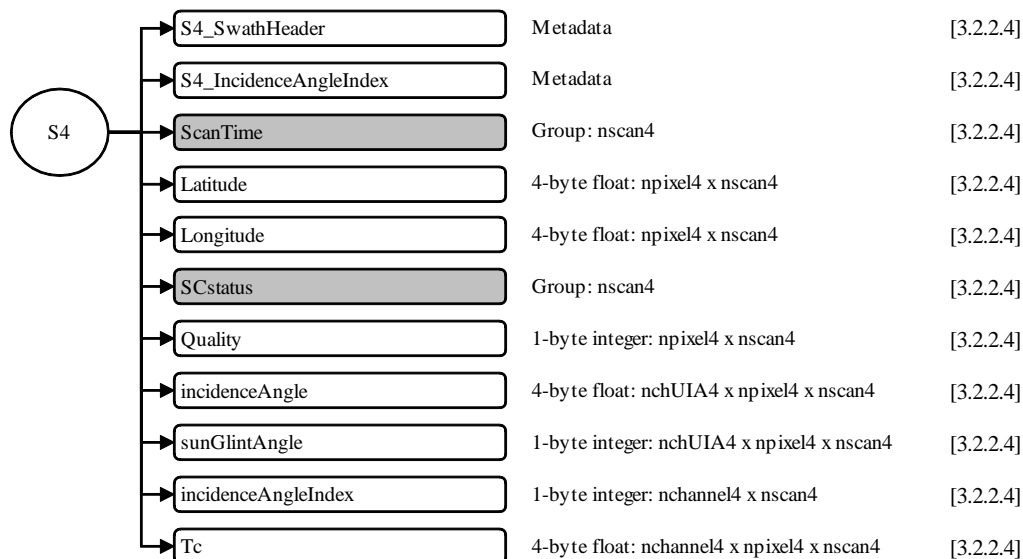 S4_SwathHeader Metadata [3.2.2.4]
S4_IncidenceAngleIndex Metadata [3.2.2.4]
S4
ScanTime Group: nscan4 [3.2.2.4]
Latitude 4-byte float: npixel4 x nscan4 [3.2.2.4]
Longitude 4-byte float: npixel4 x nscan4 [3.2.2.4]
SCstatus Group: nscan4 [3.2.2.4]
Quality 1-byte integer: npixel4 x nscan4 [3.2.2.4]
incidenceAngle 4-byte float: nchUIA4 x npixel4 x nscan4 [3.2.2.4]
sunGlintAngle 1-byte integer: nchUIA4 x npixel4 x nscan4 [3.2.2.4]
incidenceAngleIndex 1-byte integer: nchannel4 x nscan4 [3.2.2.4]
Tc 4-byte float: nchannel4 x npixel4 x nscan4 [3.2.2.4]